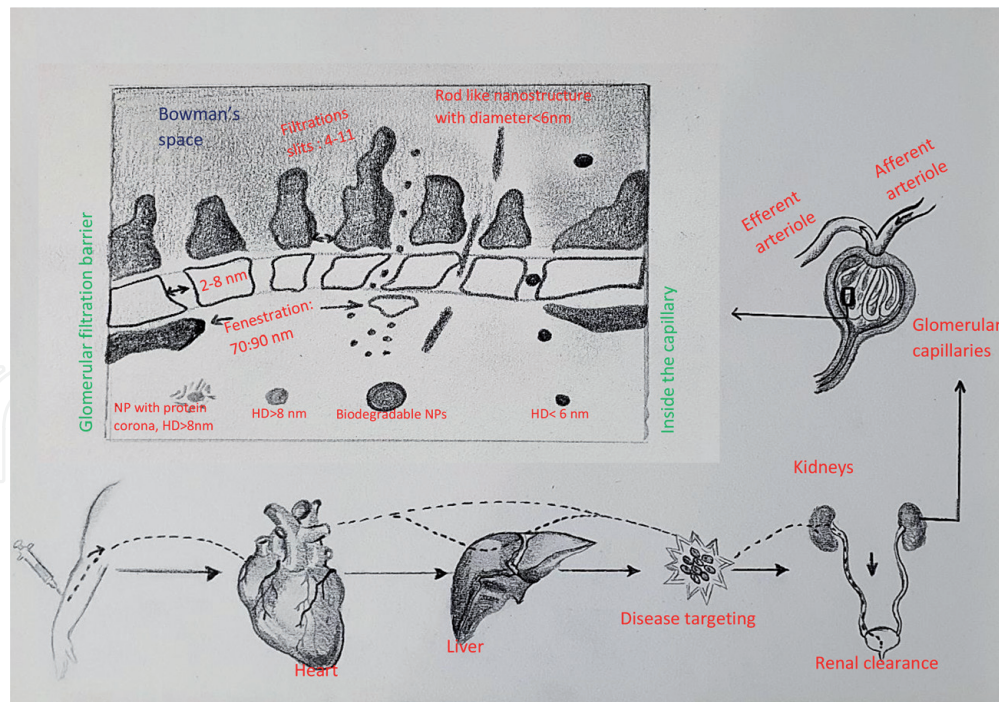 Bowman's
space
Filtrations
slits : 4-11
Rod like nanostructure
with diameter<6nm
Glomerular filtration barrier
2-8 nm
Fenestration:
70:90 nm
NP with protein
corona, HD>8nm
HD>8 nm
Biodegradable NPs
HD< 6 nm
Inside the capillary
Efferent
arteriole
Afferent
arteriole
Glomerular
capillaries
Kidneys
Heart
Liver
Disease targeting
Renal clearance